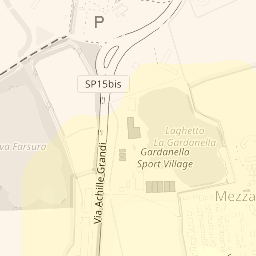 P
SP15bis
Laghetto
La Gardanella
Gardanello
Sport Village
va Farsura
Via Achille Grandi
Mezza